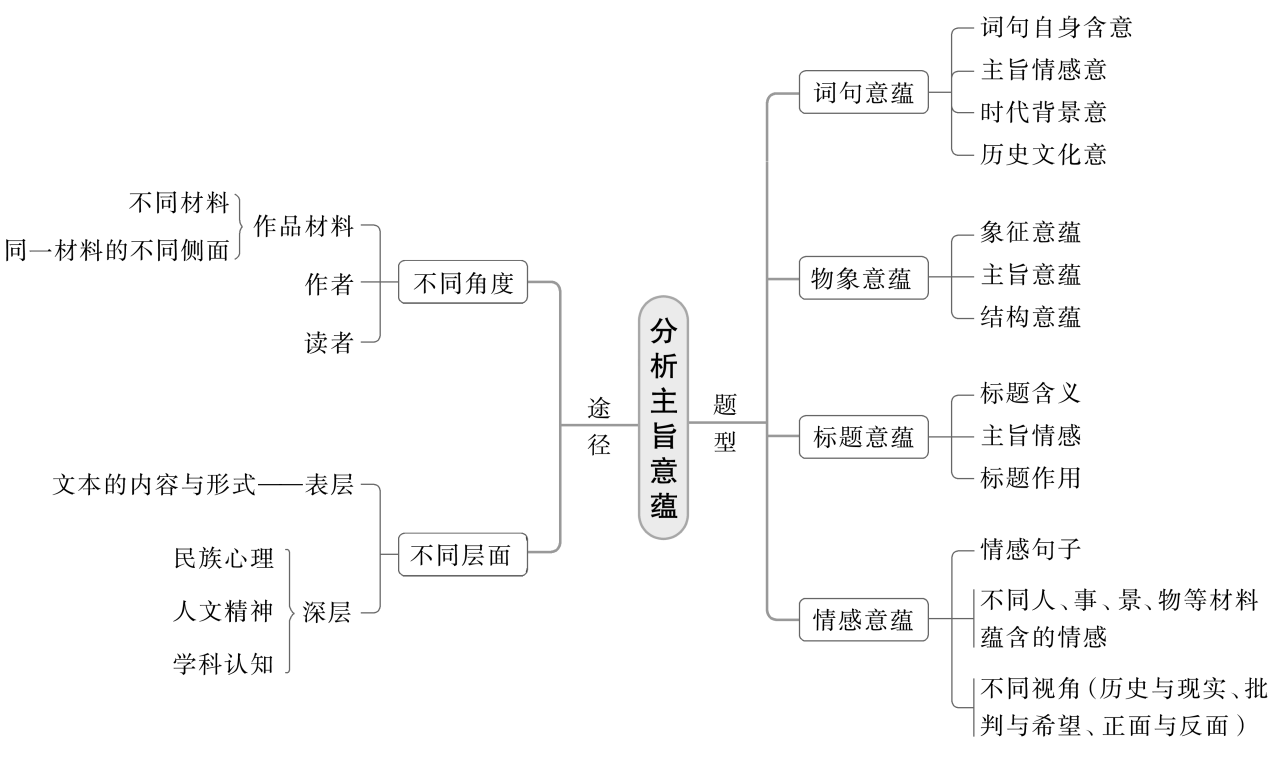 分析主旨意蕴
途径
不同角度
作品材料
不同材料
同一材料的不同侧面
作者
读者
不同层面
表层
文本的内容与形式
深层
民族心理
人文精神
学科认知
题型
词句意蕴
词句自身含意
主旨情感意
时代背景意
历史文化意
物象意蕴
象征意蕴
主旨意蕴
结构意蕴
标题意蕴
标题含义
主旨情感
标题作用
情感意蕴
情感句子
不同人、事、景、物等材料
蕴含的情感
不同视角（历史与现实、批
判与希望、正面与反面）